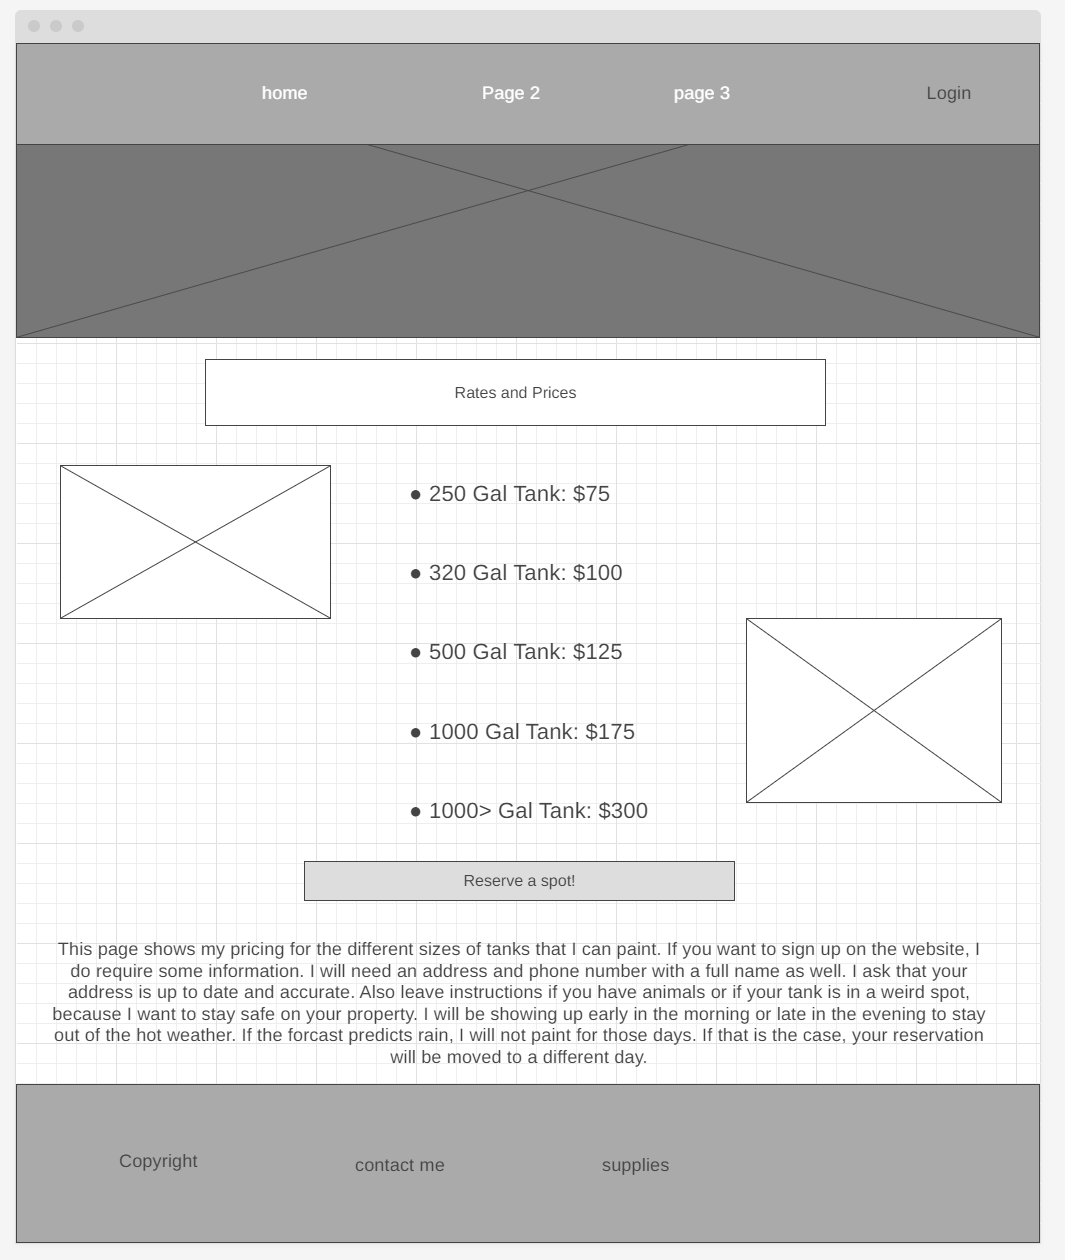 home Page 2 page 3 Login
Rates and Prices
● 250 Gal Tank: $75
● 320 Gal Tank: $100
● 500 Gal Tank: $125
● 1000 Gal Tank: $175
● 1000> Gal Tank: $300
Reserve a spot!
This page shows my pricing for the different sizes of tanks that I can paint. If you want to sign up on the website, I
do require some information. I will need an address and phone number with a full name as well. I ask that your
address is up to date and accurate. Also leave instructions if you have animals or if your tank is in a weird spot,
because I want to stay safe on your property. I will be showing up early in the morning or late in the evening to stay
out of the hot weather. If the forcast predicts rain, I will not paint for those days. If that is the case, your reservation
will be moved to a different day.
Copyright contact me supplies